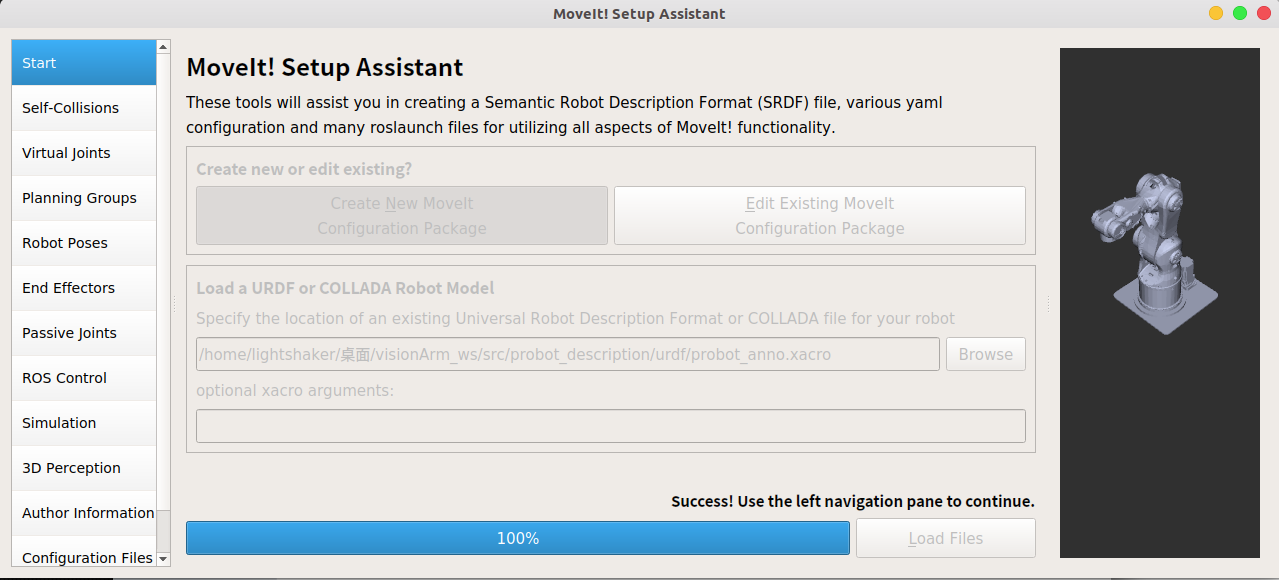 MoveIt! Setup Assistant
Start
Self-Collisions
Virtual Joints
Planning Groups
Robot Poses
End Effectors
Passive Joints
ROS Control
Simulation
3D Perception
Author Information
Configuration Files
MoveIt! Setup Assistant
These tools will assist you in creating a Semantic Robot Description Format (SRDF) file, various yaml
configuration and many roslaunch files for utilizing all aspects of MoveIt! functionality.
Create new or edit existing?
Create New MoveIt
Configuration Package
Edit Existing MoveIt
Configuration Package
Load a URDF or COLLADA Robot Model
Specify the location of an existing Universal Robot Description Format or COLLADA file for your robot
/home/lightshaker/桌面/visionArm_ws/src/probot_description/urdf/probot_anno.xacro
Browse
optional xacro arguments:
Success! Use the left navigation pane to continue.
100%
Load Files